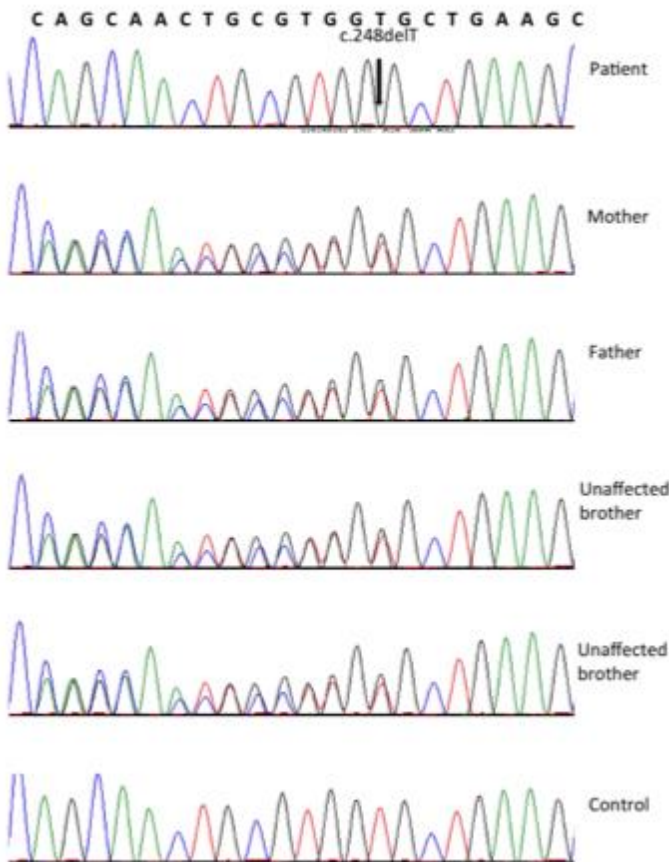 C A G C A A C T G C G T G G T G C T G A A G C
c.248delT
Patient
Mother
Father
Unaffected
brother
Unaffected
brother
Control